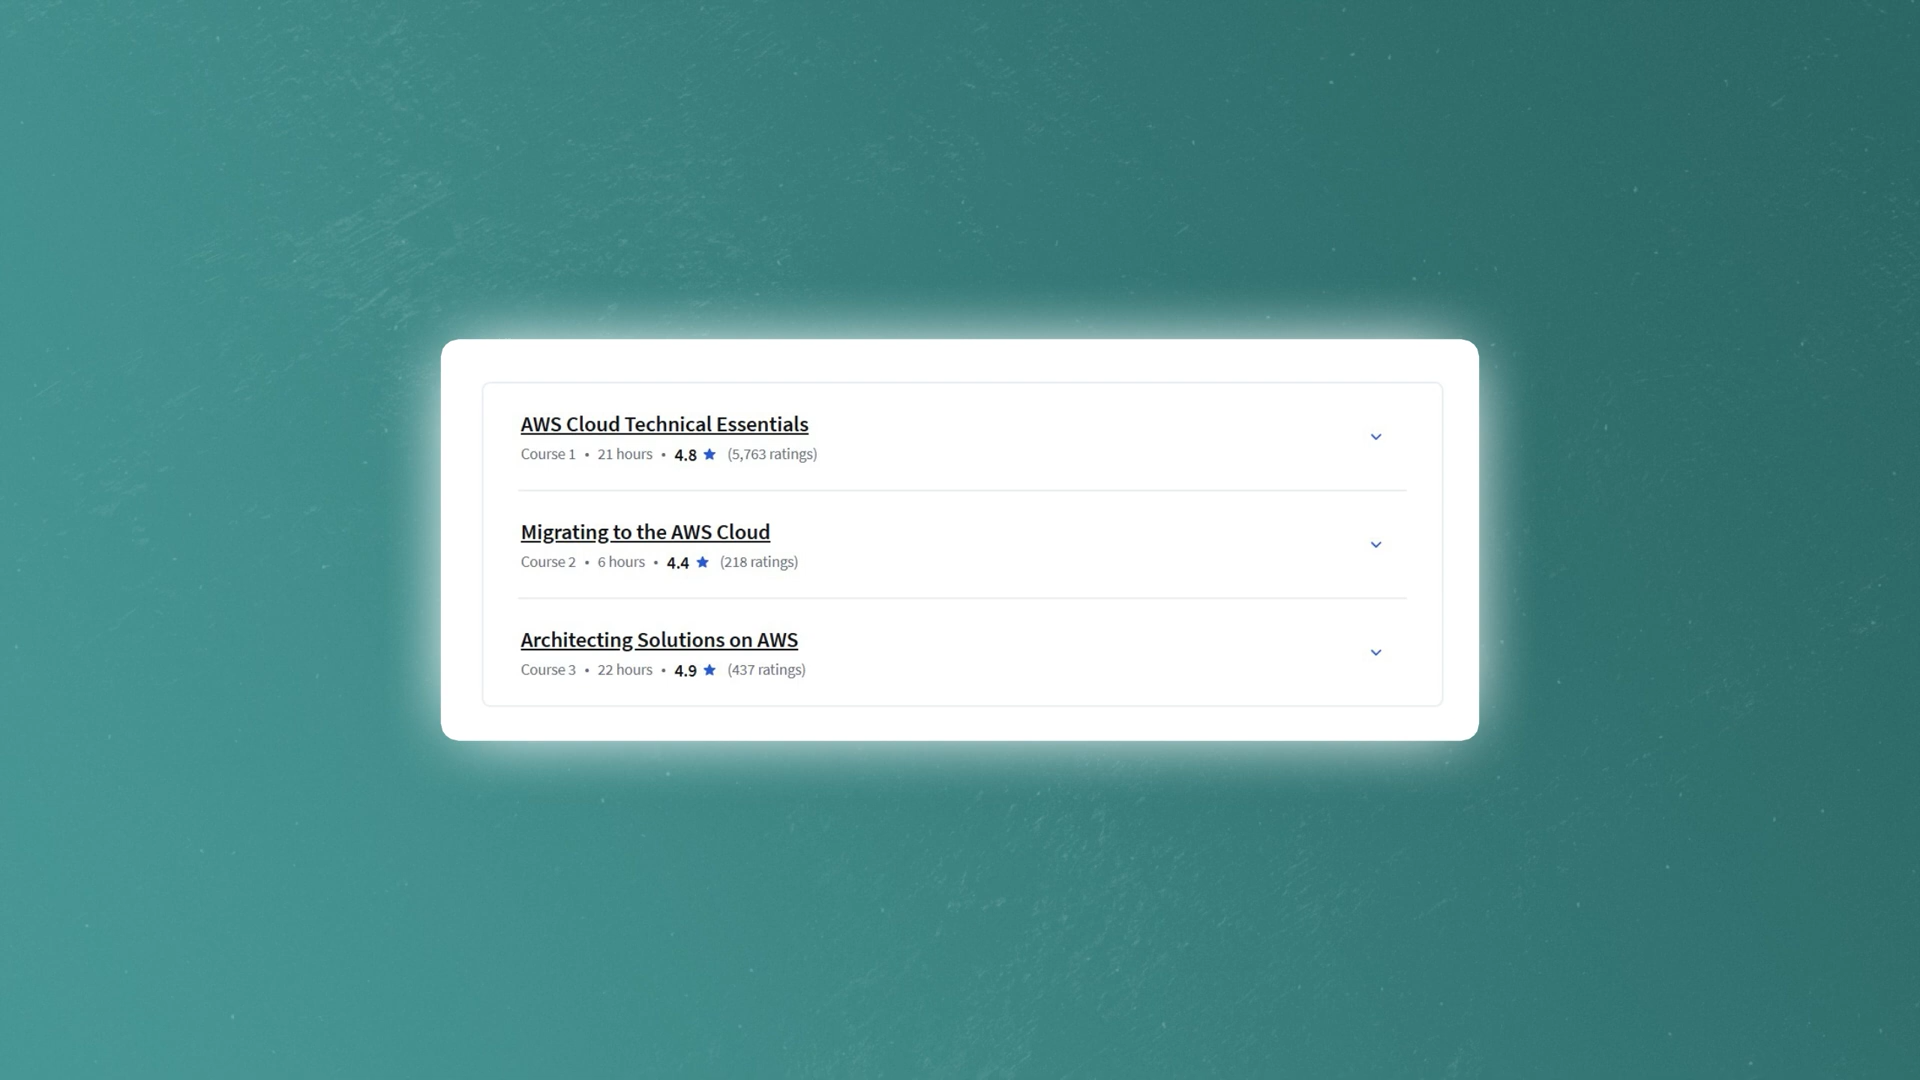 AWS Cloud Technical Essentials
Course 1 • 21 hours • 4.8 ★ (5,763 ratings)
Migrating to the AWS Cloud
Course 2 • 6 hours • 4.4 ★ (218 ratings)
Architecting Solutions on AWS
Course 3 • 22 hours • 4.9 ★ (437 ratings)